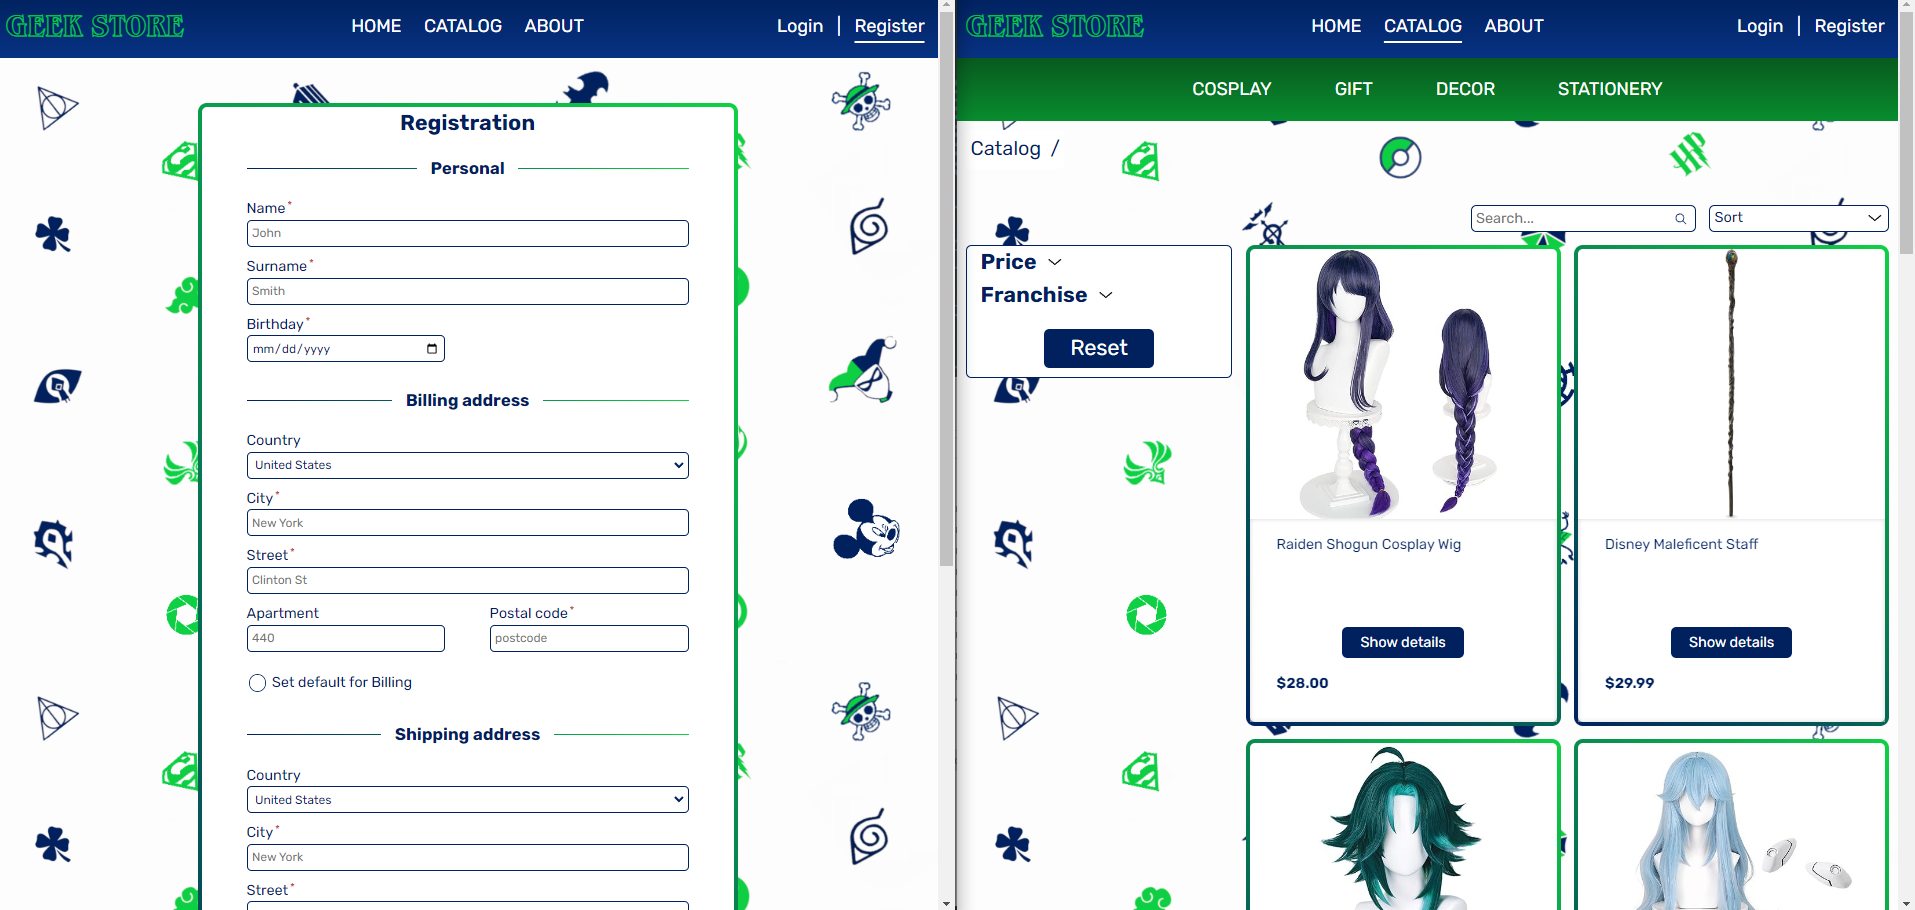 GEEK STORE
HOME CATALOG ABOUT
Login | Register
Registration
Personal
Name*
John
Surname*
Smith
Birthday*
mm/dd/yyyy
Billing address
Country
United States
City*
New York
Street*
Clinton St
Apartment Postal code*
440 postcode
Set default for Billing
Shipping address
Country
United States
City*
New York
Street*
GEEK STORE
HOME CATALOG ABOUT
Login | Register
COSPLAY GIFT DECOR STATIONERY
Catalog /
Search... Sort
Price
Franchise
Reset
Raiden Shogun Cosplay Wig
Show details
$28.00
Disney Maleficent Staff
Show details
$29.99